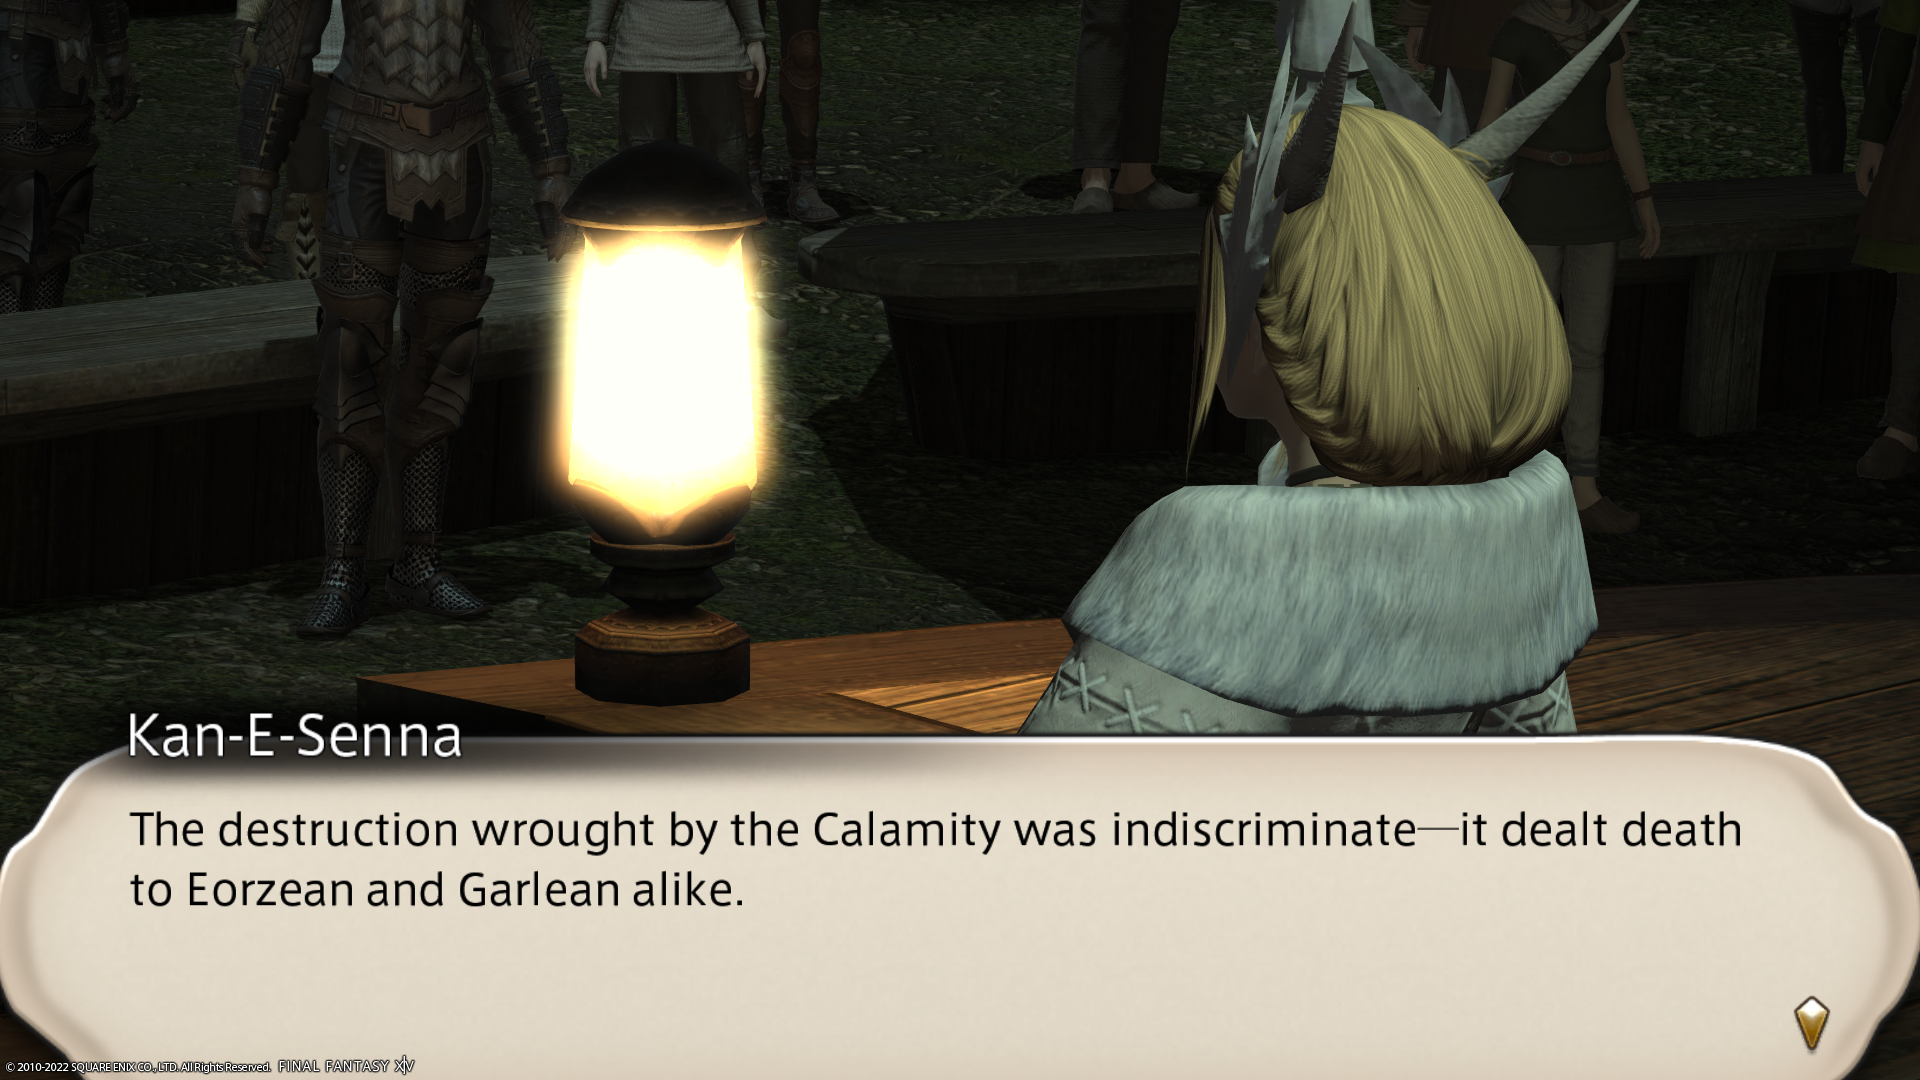 Kan-E-Senna
The destruction wrought by the Calamity was indiscriminate—it dealt death
to Eorzean and Garlean alike.
© 2010-2022 SQUARE ENIX CO., LTD. All Rights Reserved. FINAL FANTASY XIV